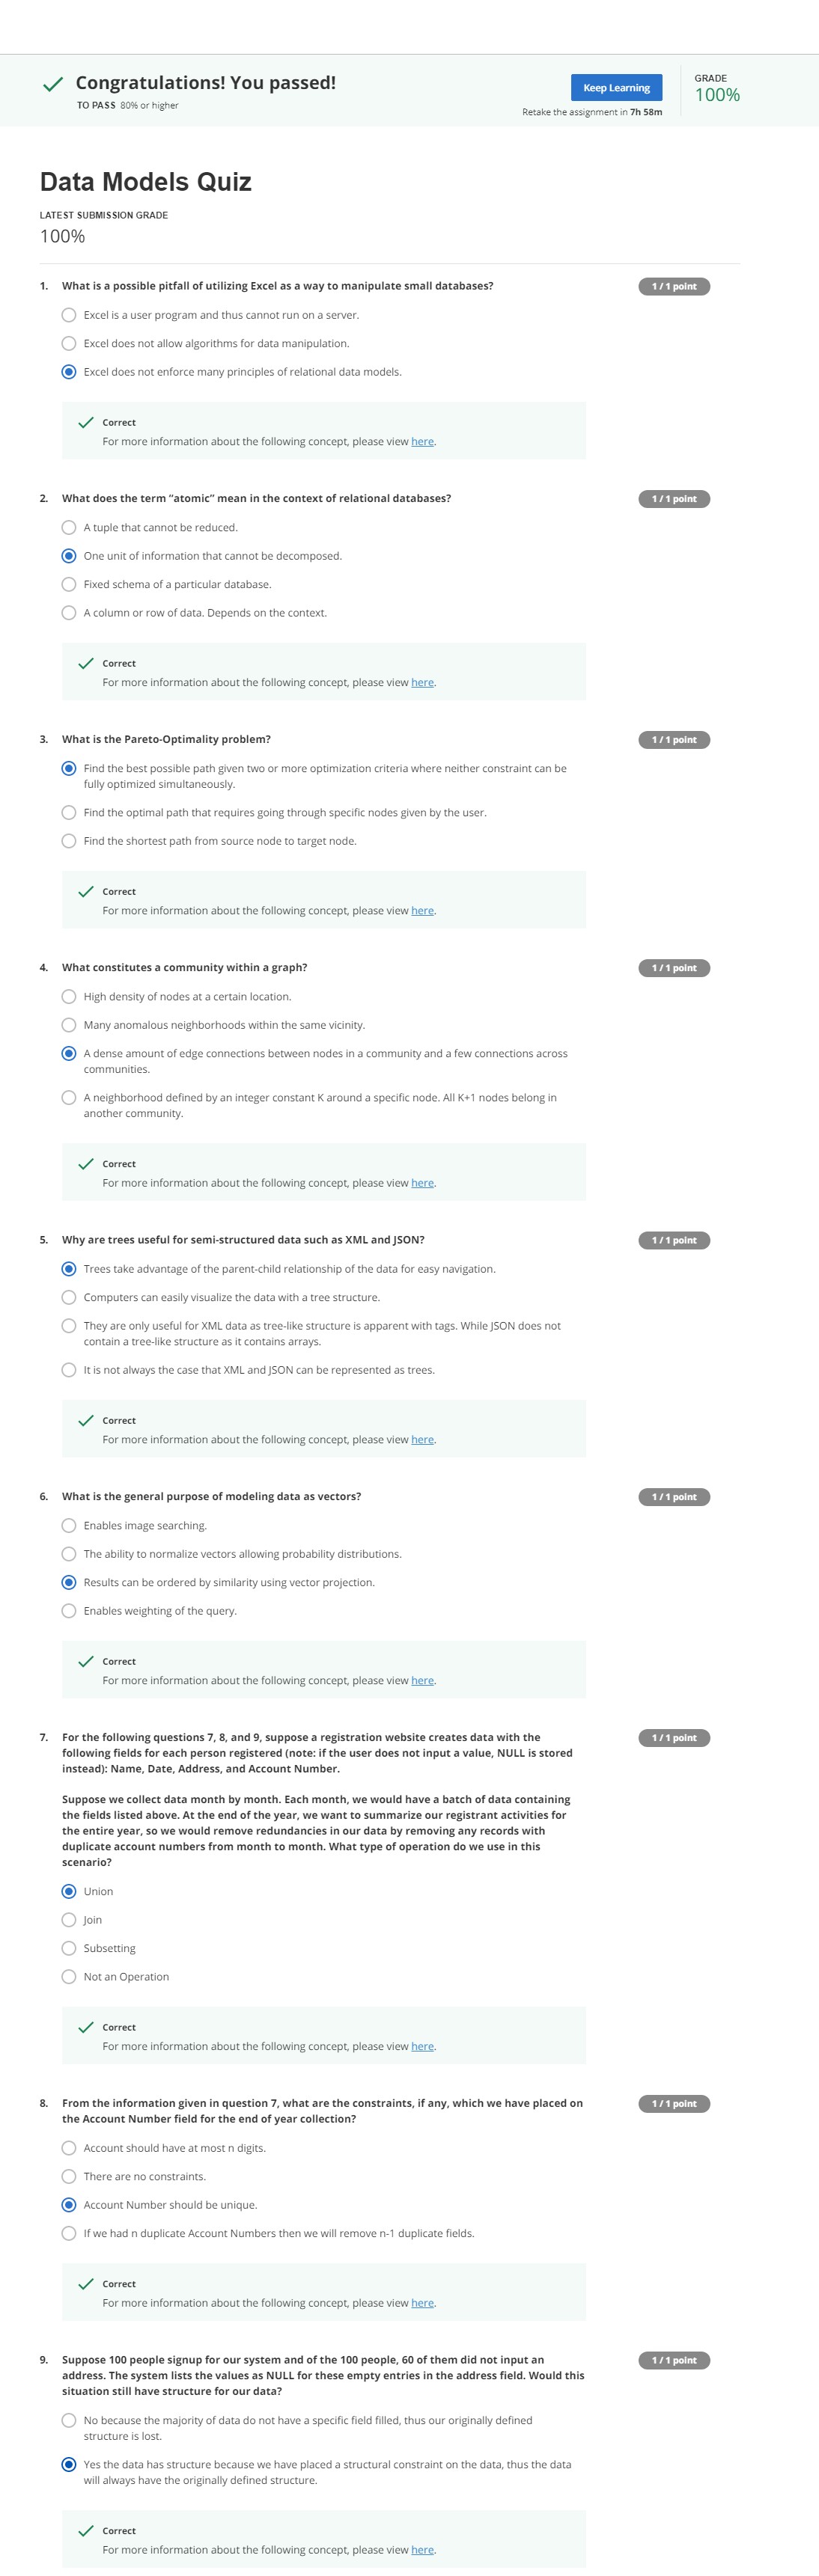 Congratulations! You passed!
TO PASS 80% or higher
Keep Learning
Retake the assignment in 7h 58m
GRADE
100%
Data Models Quiz
LATEST SUBMISSION GRADE
100%
1. What is a possible pitfall of utilizing Excel as a way to manipulate small databases?
1 / 1 point
Excel is a user program and thus cannot run on a server.
Excel does not allow algorithms for data manipulation.
Excel does not enforce many principles of relational data models.
Correct
For more information about the following concept, please view here.
2. What does the term “atomic” mean in the context of relational databases?
1 / 1 point
A tuple that cannot be reduced.
One unit of information that cannot be decomposed.
Fixed schema of a particular database.
A column or row of data. Depends on the context.
Correct
For more information about the following concept, please view here.
3. What is the Pareto-Optimality problem?
1 / 1 point
Find the best possible path given two or more optimization criteria where neither constraint can be
fully optimized simultaneously.
Find the optimal path that requires going through specific nodes given by the user.
Find the shortest path from source node to target node.
Correct
For more information about the following concept, please view here.
4. What constitutes a community within a graph?
1 / 1 point
High density of nodes at a certain location.
Many anomalous neighborhoods within the same vicinity.
A dense amount of edge connections between nodes in a community and a few connections across
communities.
A neighborhood defined by an integer constant K around a specific node. All K+1 nodes belong in
another community.
Correct
For more information about the following concept, please view here.
5. Why are trees useful for semi-structured data such as XML and JSON?
1 / 1 point
Trees take advantage of the parent-child relationship of the data for easy navigation.
Computers can easily visualize the data with a tree structure.
They are only useful for XML data as tree-like structure is apparent with tags. While JSON does not
contain a tree-like structure as it contains arrays.
It is not always the case that XML and JSON can be represented as trees.
Correct
For more information about the following concept, please view here.
6. What is the general purpose of modeling data as vectors?
1 / 1 point
Enables image searching.
The ability to normalize vectors allowing probability distributions.
Results can be ordered by similarity using vector projection.
Enables weighting of the query.
Correct
For more information about the following concept, please view here.
7. For the following questions 7, 8, and 9, suppose a registration website creates data with the
1 / 1 point
following fields for each person registered (note: if the user does not input a value, NULL is stored
instead): Name, Date, Address, and Account Number.
Suppose we collect data month by month. Each month, we would have a batch of data containing
the fields listed above. At the end of the year, we want to summarize our registrant activities for
the entire year, so we would remove redundancies in our data by removing any records with
duplicate account numbers from month to month. What type of operation do we use in this
scenario?
Union
Join
Subsetting
Not an Operation
Correct
For more information about the following concept, please view here.
8. From the information given in question 7, what are the constraints, if any, which we have placed on
1 / 1 point
the Account Number field for the end of year collection?
Account should have at most n digits.
There are no constraints.
Account Number should be unique.
If we had n duplicate Account Numbers then we will remove n-1 duplicate fields.
Correct
For more information about the following concept, please view here.
9. Suppose 100 people signup for our system and of the 100 people, 60 of them did not input an
1 / 1 point
address. The system lists the values as NULL for these empty entries in the address field. Would this
situation still have structure for our data?
No because the majority of data do not have a specific field filled, thus our originally defined
structure is lost.
Yes the data has structure because we have placed a structural constraint on the data, thus the data
will always have the originally defined structure.
Correct
For more information about the following concept, please view here.